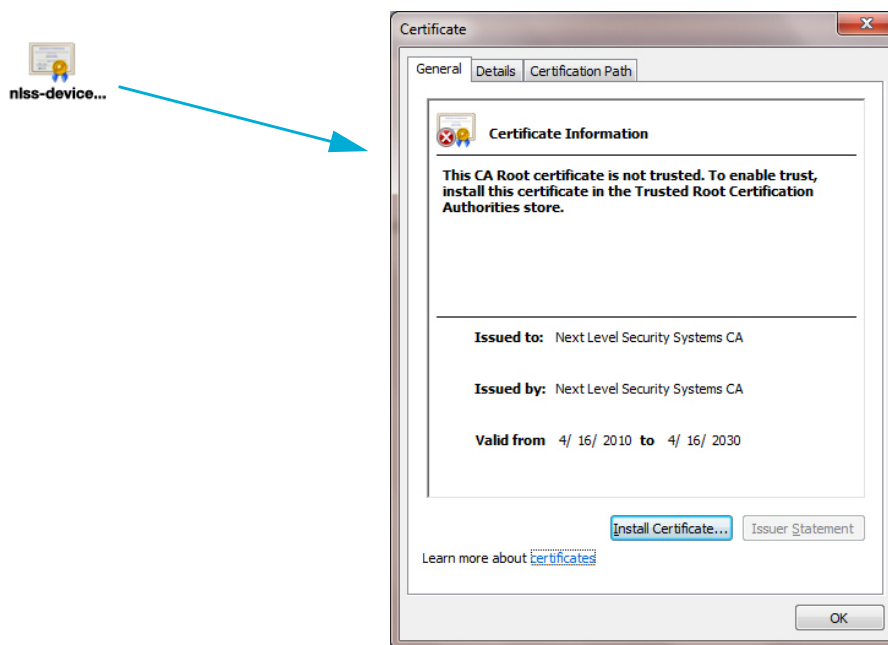 nlss-device...
Certificate
General Details Certification Path
Certificate Information
This CA Root certificate is not trusted. To enable trust,
install this certificate in the Trusted Root Certification
Authorities store.
Issued to: Next Level Security Systems CA
Issued by: Next Level Security Systems CA
Valid from 4/ 16/ 2010 to 4/ 16/ 2030
Install Certificate... Issuer Statement
Learn more about certificates
OK